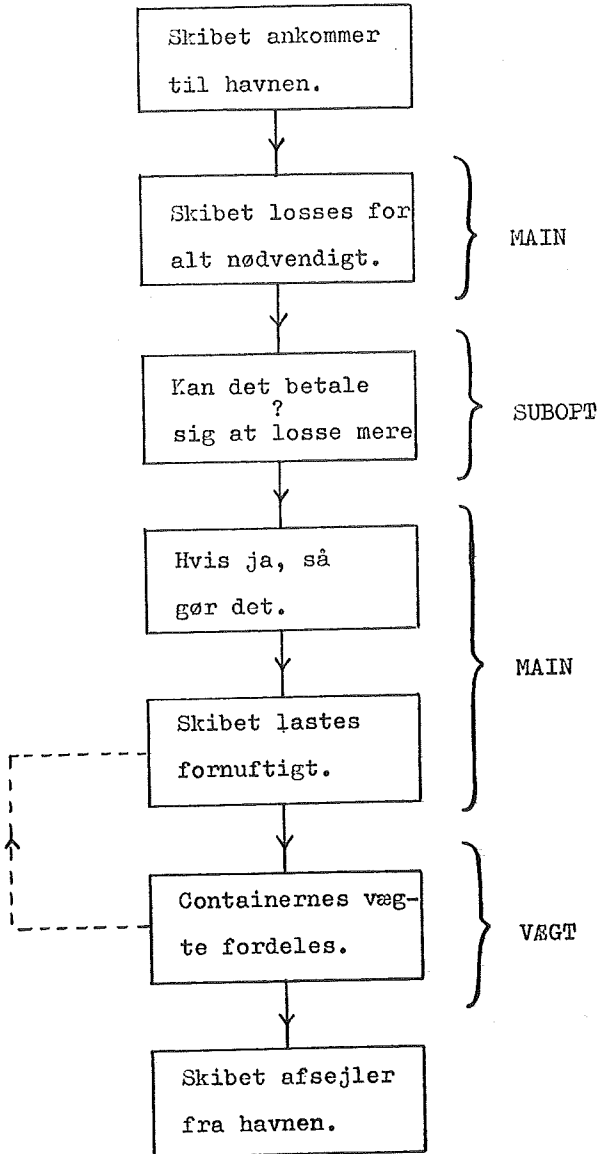 Skibet ankommer
til havnen.
Skibet losses for
alt nødvendigt.
MAIN
Kan det betale
?
sig at losse mere
SUBOPT
Hvis ja, så
gør det.
MAIN
Skibet lastes
fornuftigt.
Containernes væg-
te fordeles.
VÆGT
Skibet afsejler
fra havnen.